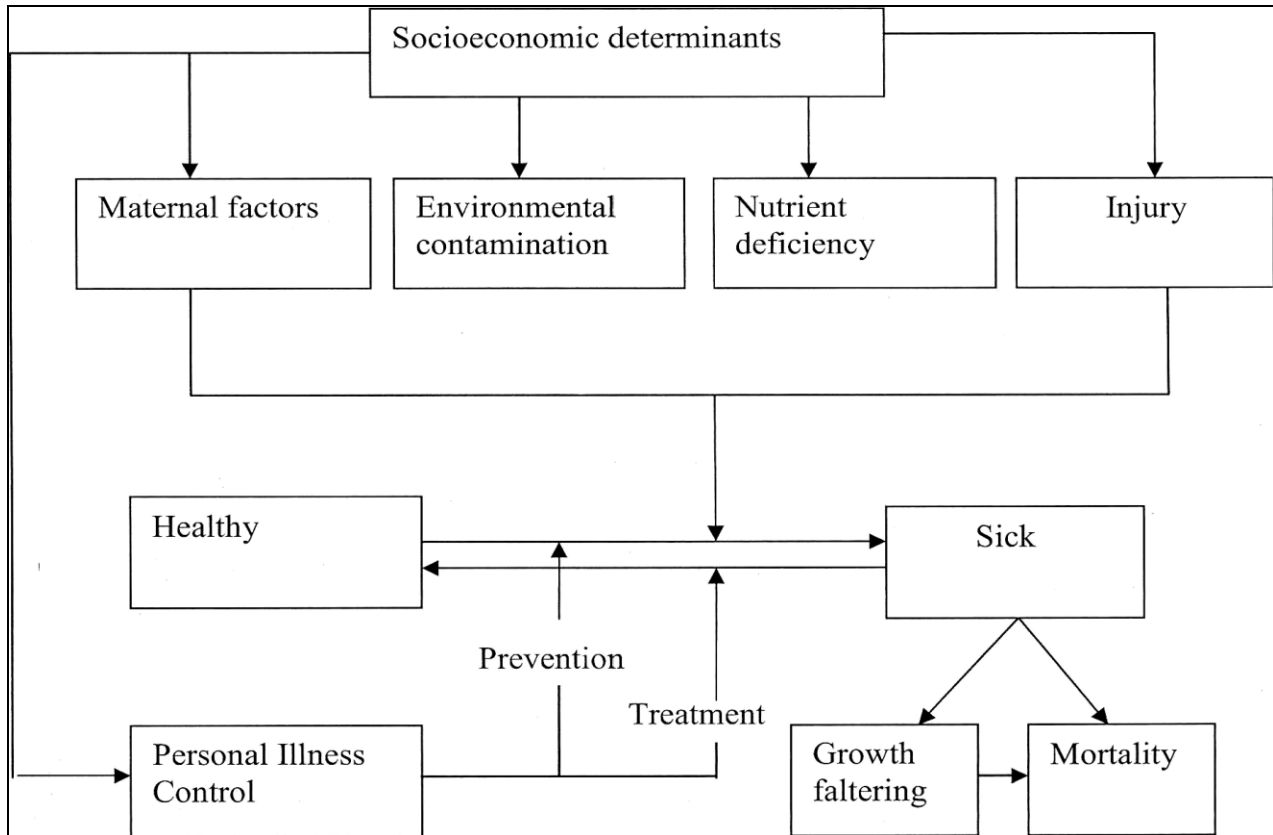 Socioeconomic determinants
Maternal factors
Environmental
contamination
Nutrient
deficiency
Injury
Healthy
Sick
Prevention
Treatment
Personal Illness
Control
Growth
faltering
Mortality